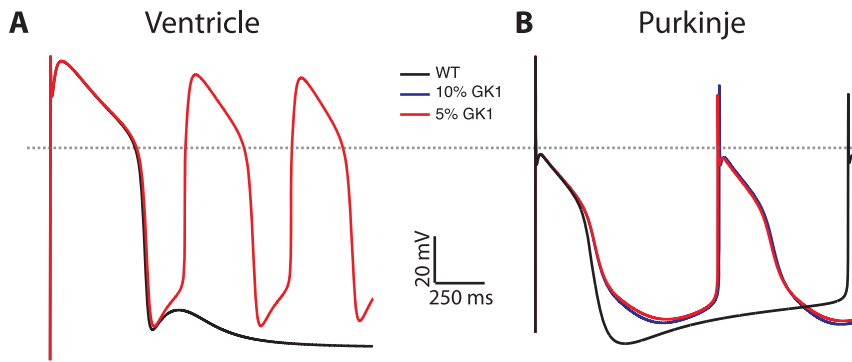 A Ventricle
B Purkinje
WT
10% GK1
5% GK1
20 mV
250 ms